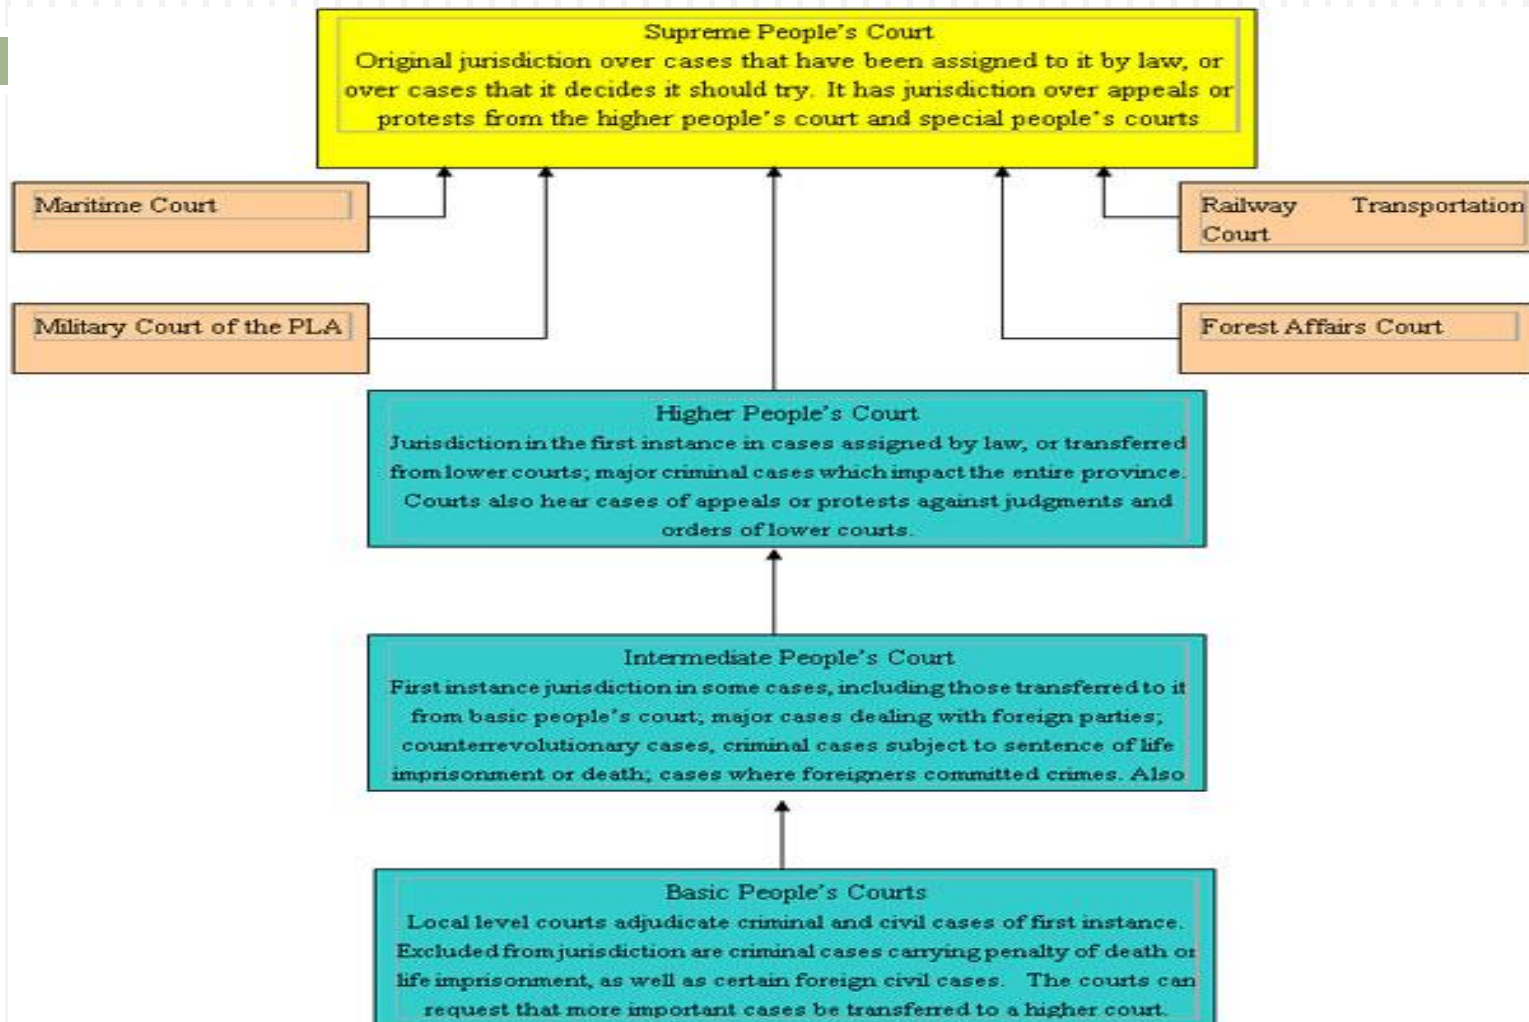 Supreme People's Court
Original jurisdiction over cases that have been assigned to it by law, or
over cases that it decides it should try. It has jurisdiction over appeals or
protests from the higher people's court and special people's courts
Maritime Court
Railway Transportation
Court
Military Court of the PLA
Forest Affairs Court
Higher People's Court
Jurisdiction in the first instance in cases assigned by law, or transferred
from lower courts; major criminal cases which impact the entire province.
Courts also hear cases of appeals or protests against judgments and
orders of lower courts.
Intermediate People's Court
First instance jurisdiction in some cases, including those transferred to it
from basic people's court; major cases dealing with foreign parties;
counterrevolutionary cases, criminal cases subject to sentence of life
imprisonment or death; cases where foreigners committed crimes. Also
Basic People's Courts
Local level courts adjudicate criminal and civil cases of first instance.
Excluded from jurisdiction are criminal cases carrying penalty of death or
life imprisonment, as well as certain foreign civil cases. The courts can
request that more important cases be transferred to a higher court.